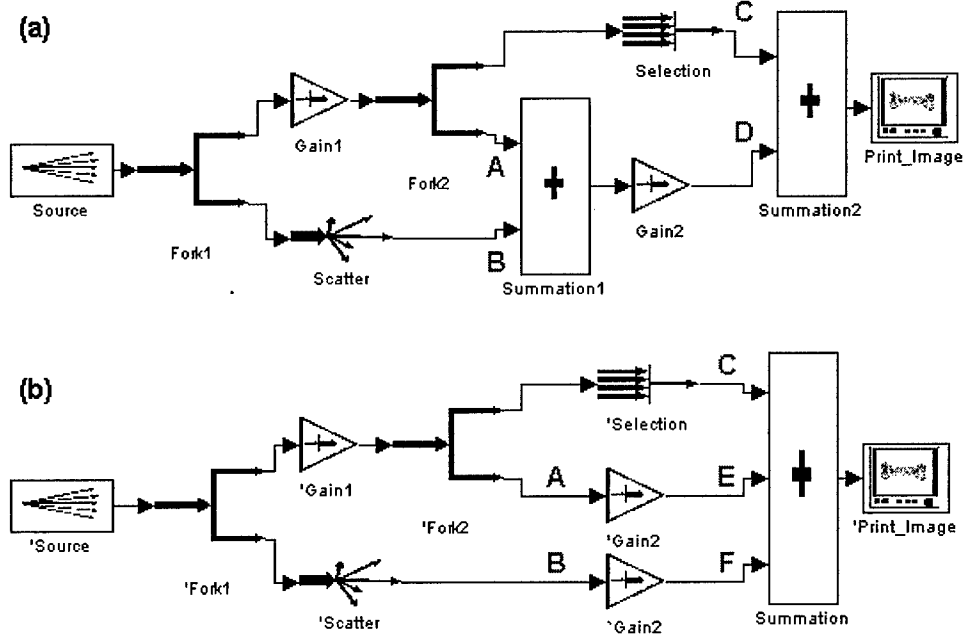 (a)
C
Selection
Gain1
A
D
Print_Image
Fork2
Source
Summation2
Gain2
Fork1
B
Scatter
Summation1
(b)
C
'Selection
'Gain1
A
E
'Fork2
'Source
'Gain2
'Print_Image
B
F
'Fork1
'Scatter
'Gain2
Summation